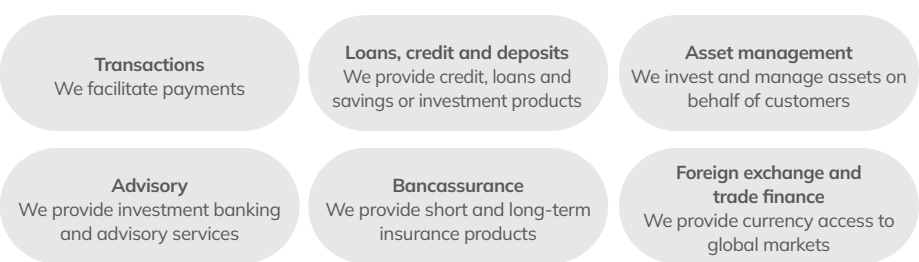 Transactions
We facilitate payments
Loans, credit and deposits
We provide credit, loans and
savings or investment products
Asset management
We invest and manage assets on
behalf of customers
Advisory
We provide investment banking
and advisory services
Bancassurance
We provide short and long-term
insurance products
Foreign exchange and
trade finance
We provide currency access to
global markets